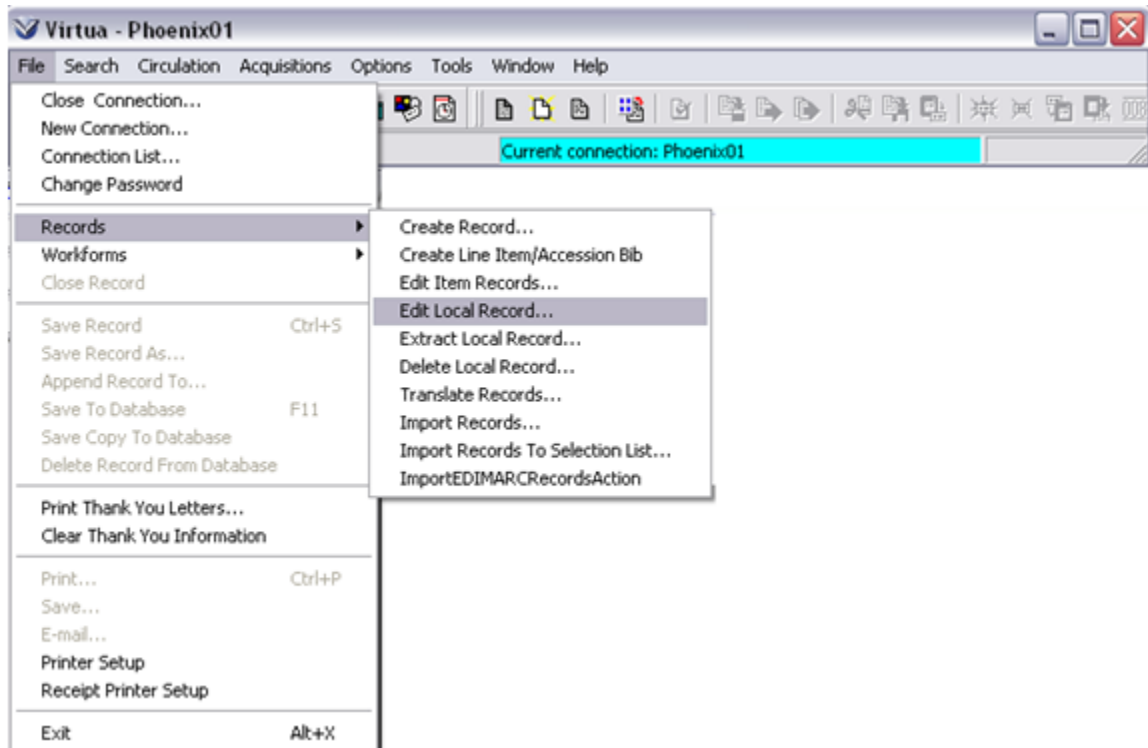 Virtua - Phoenix01
File Search Circulation Acquisitions Options Tools Window Help
Current connection: Phoenix01
Close Connection...
New Connection...
Connection List...
Change Password
Records
Workforms
Close Record
Save Record Ctrl+S
Save Record As...
Append Record To...
Save To Database F11
Save Copy To Database
Delete Record From Database
Print Thank You Letters...
Clear Thank You Information
Print... Ctrl+P
Save...
E-mail...
Printer Setup
Receipt Printer Setup
Exit Alt+X
Create Record...
Create Line Item/Accession Bib
Edit Item Records...
Edit Local Record...
Extract Local Record...
Delete Local Record...
Translate Records...
Import Records...
Import Records To Selection List...
ImportEDIMARCRecordsAction